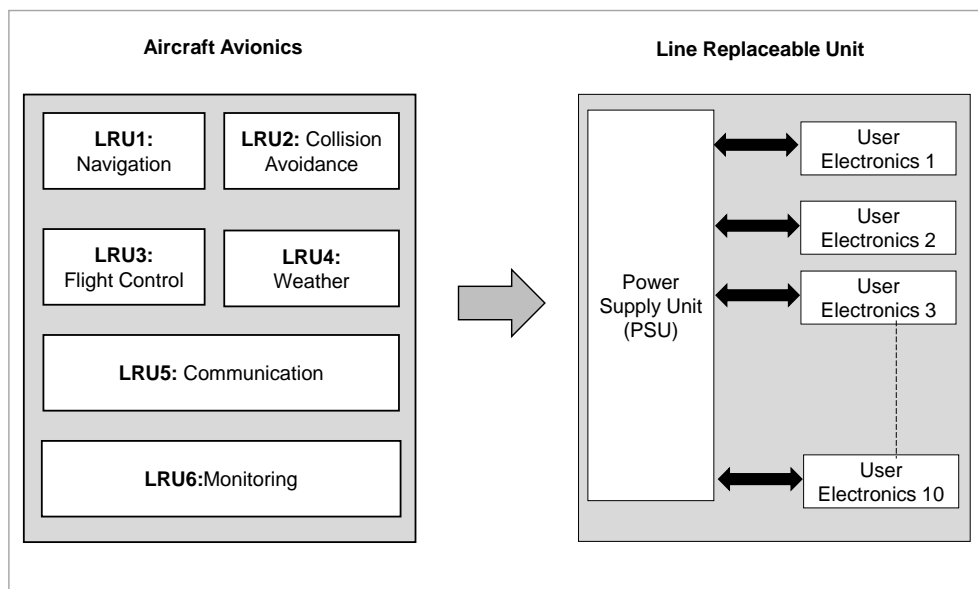 Aircraft Avionics
LRU1:
Navigation
LRU2: Collision
Avoidance
LRU3:
Flight Control
LRU4:
Weather
LRU5: Communication
LRU6:Monitoring
Line Replaceable Unit
Power
Supply Unit
(PSU)
User
Electronics 1
User
Electronics 2
User
Electronics 3
User
Electronics 10